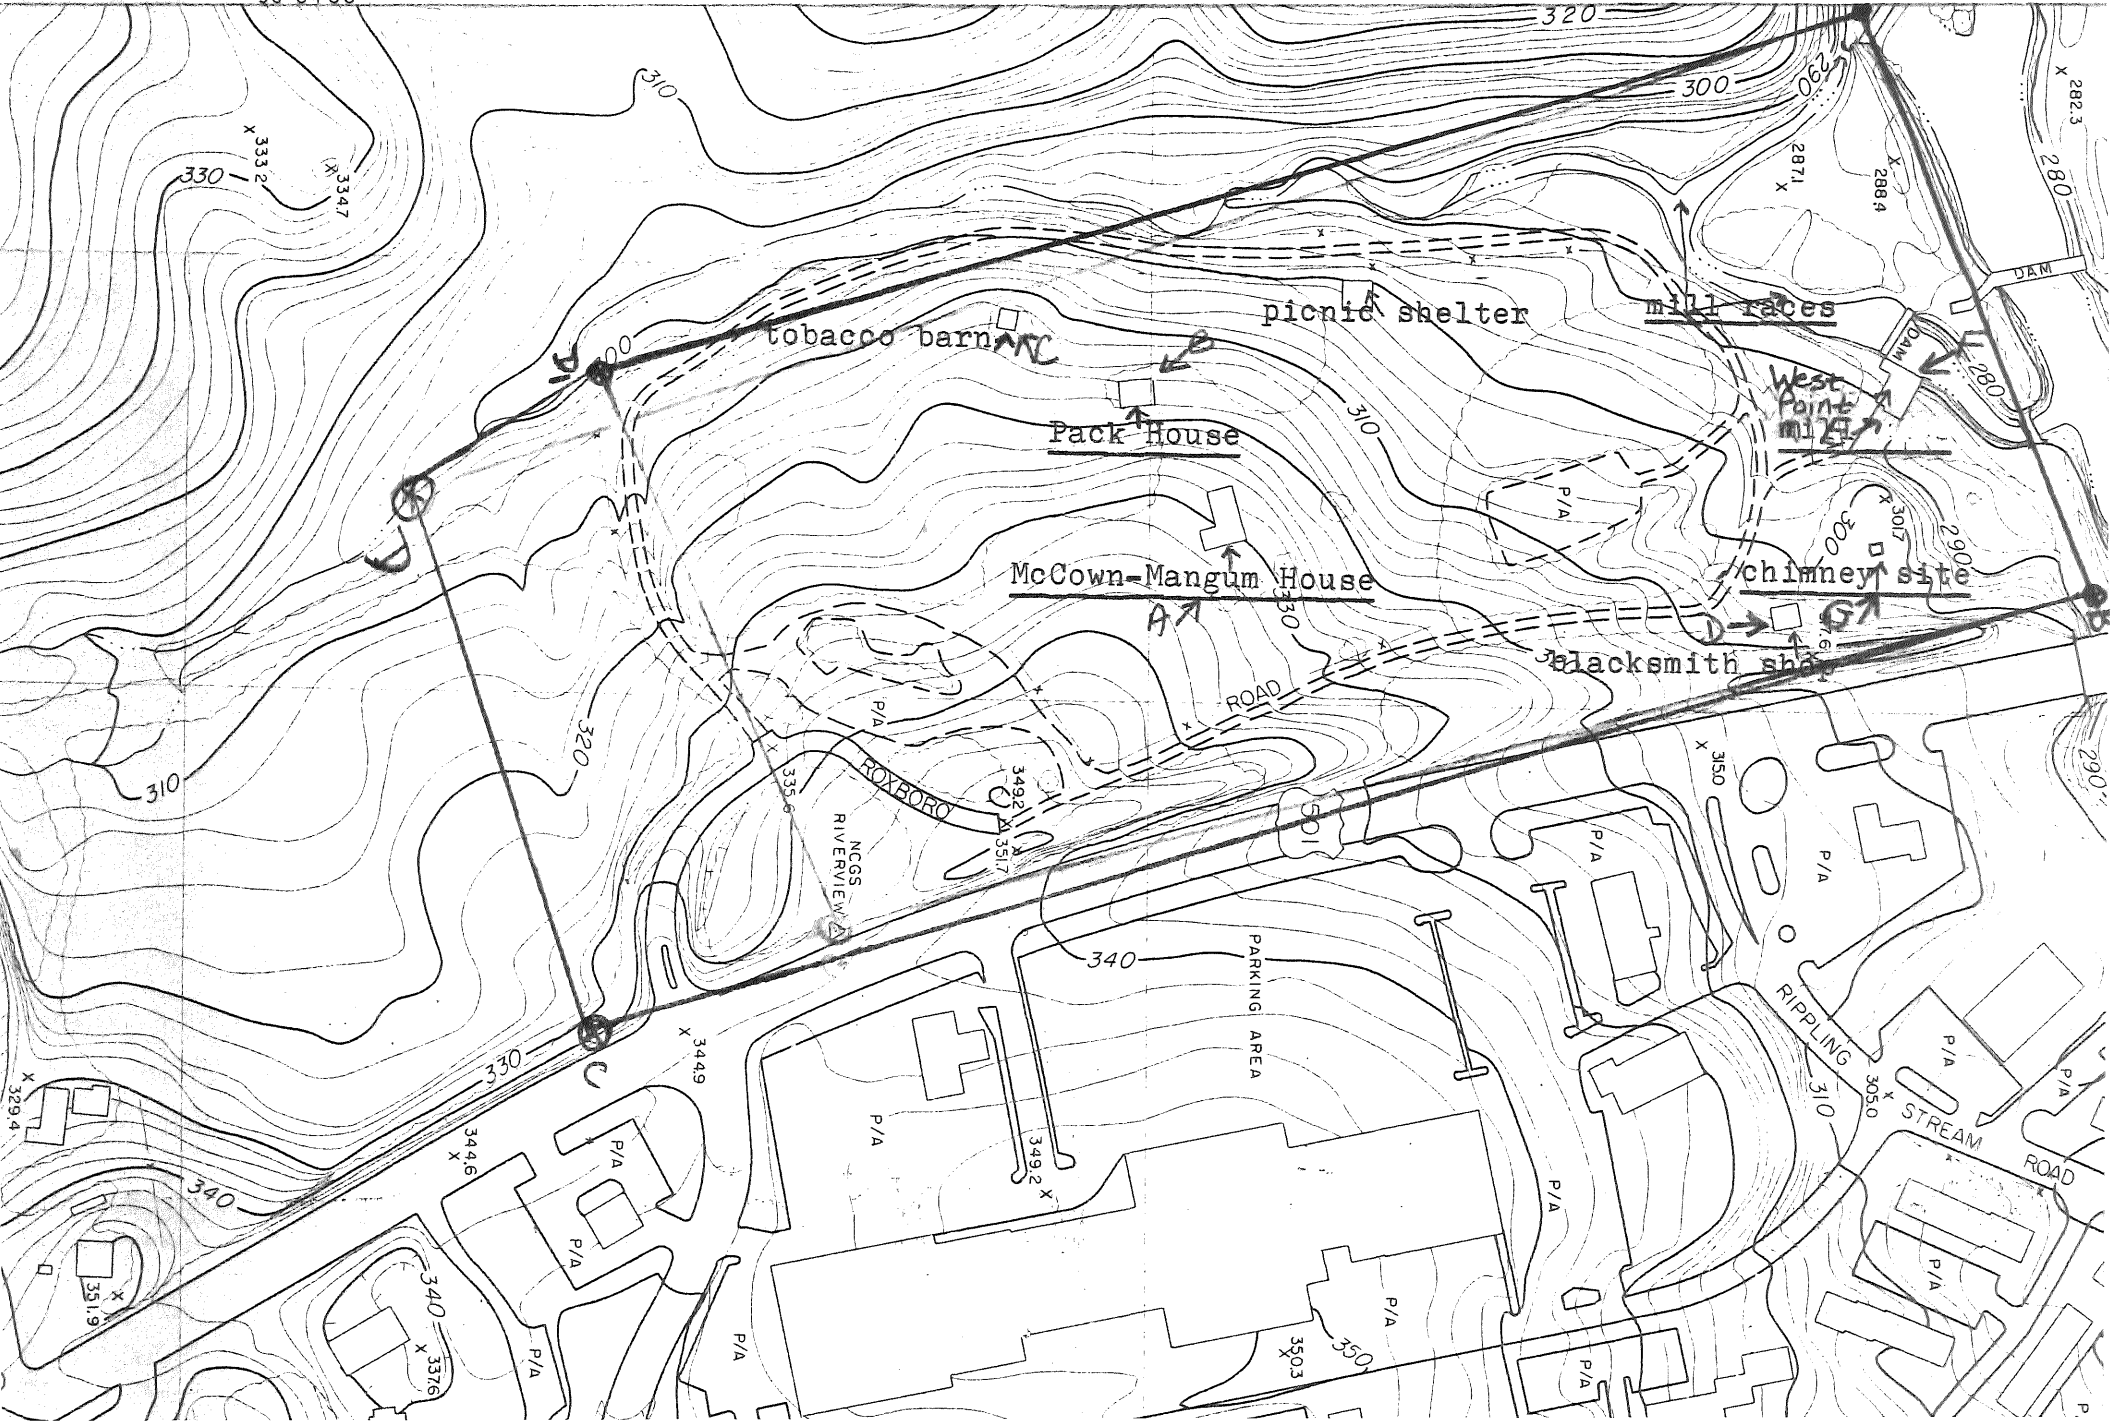 320
310
300
290
282.3
333.2
330
334.7
287.1
288.4
280
DAM
picnic shelter
mill races
tobacco barn
C
B
DAM
280
West
Point
mill
310
Pack House
P/A
301.7
300
290
McCown-Mangum House
A
330
chimney site
D
G
blacksmith shop
ROAD
P/A
320
310
ROXBORO
335.6
349.2
351.7
NCGS
RIVERVIEW
501
315.0
290
P/A
P/A
340
PARKING AREA
RIPPLING
P/A
330
C
344.9
305.0
310
STREAM
P/A
329.4
P/A
344.6
P/A
349.2
ROAD
P/A
340
P/A
P/A
351.9
340
337.6
P/A
P/A
P/A
350.3
350
P/A